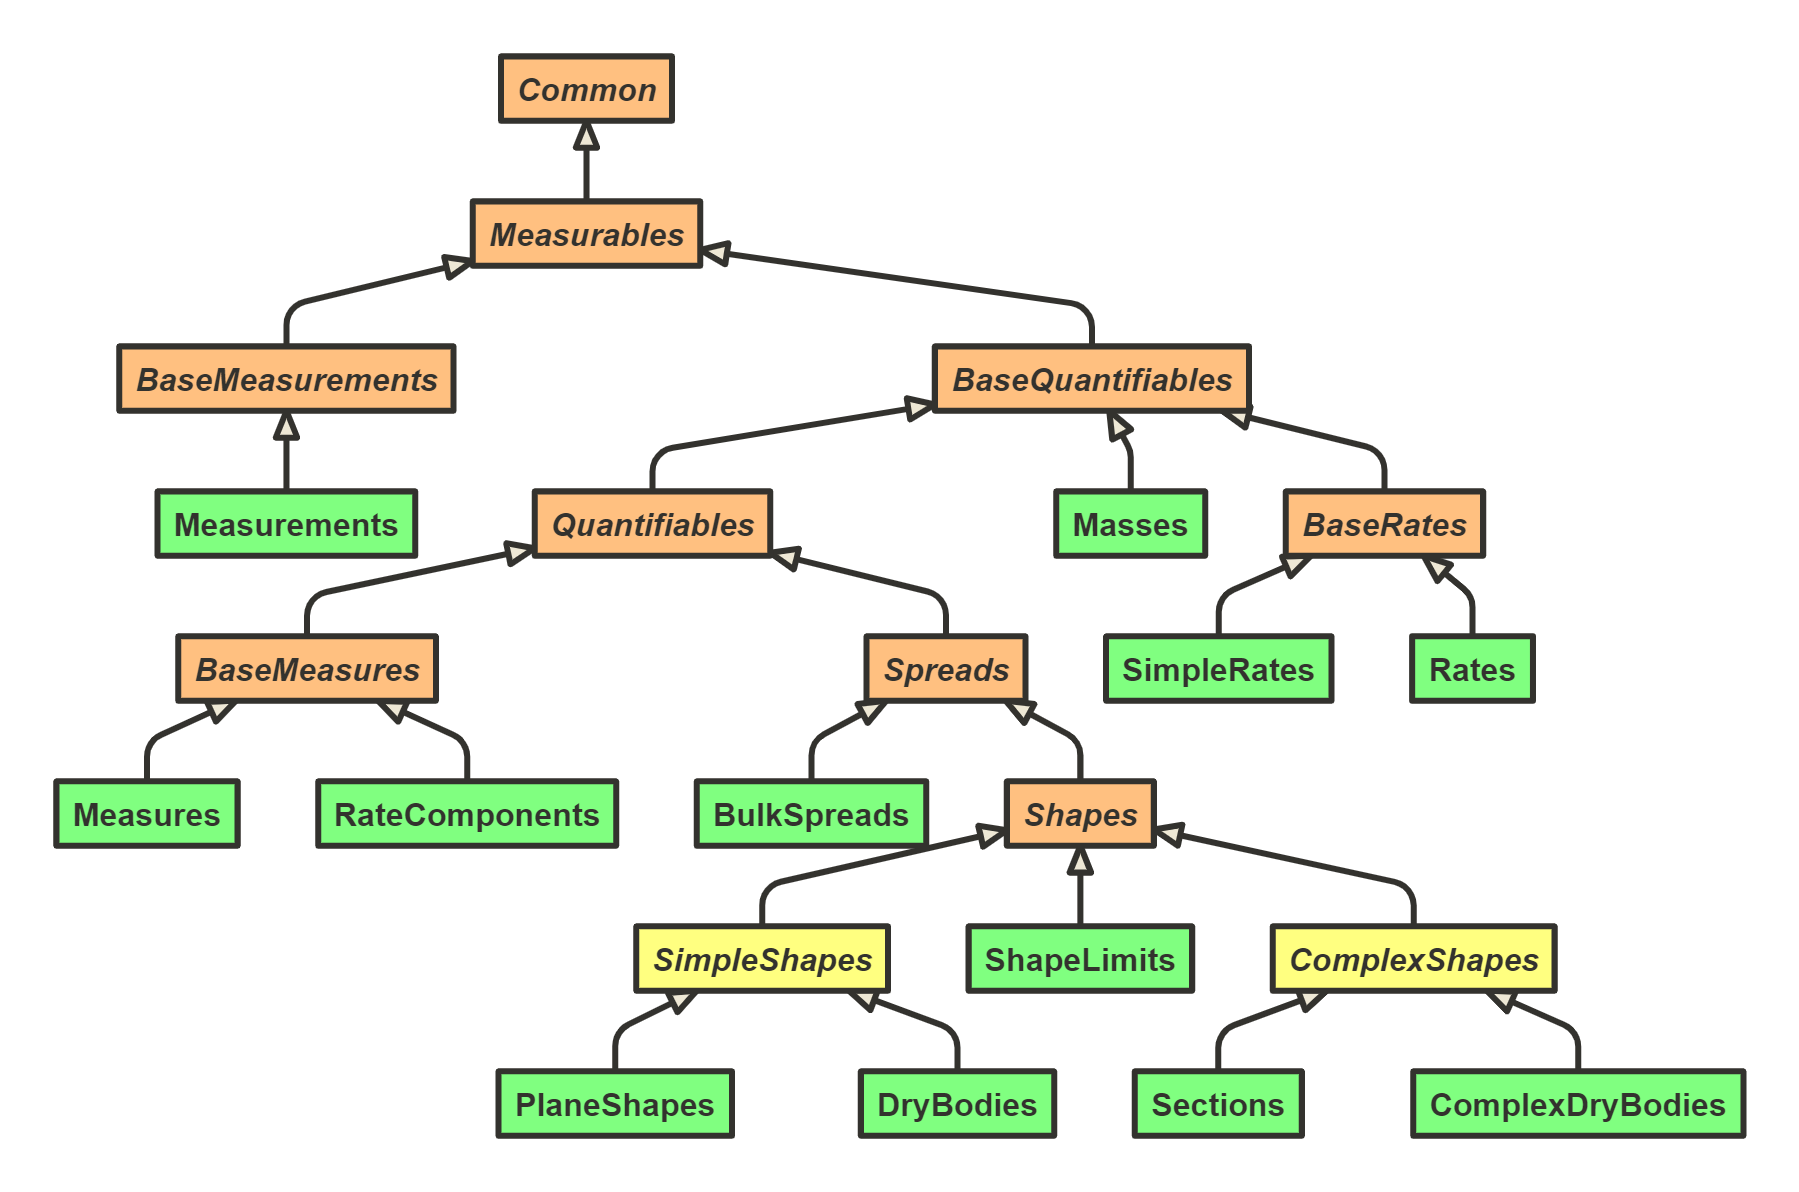 Common
Measurables
BaseMeasurements
BaseQuantifiables
Measurements
Quantifiables
Masses
BaseRates
BaseMeasures
Spreads
SimpleRates
Rates
Measures
RateComponents
BulkSpreads
Shapes
SimpleShapes
ShapeLimits
ComplexShapes
PlaneShapes
DryBodies
Sections
ComplexDryBodies